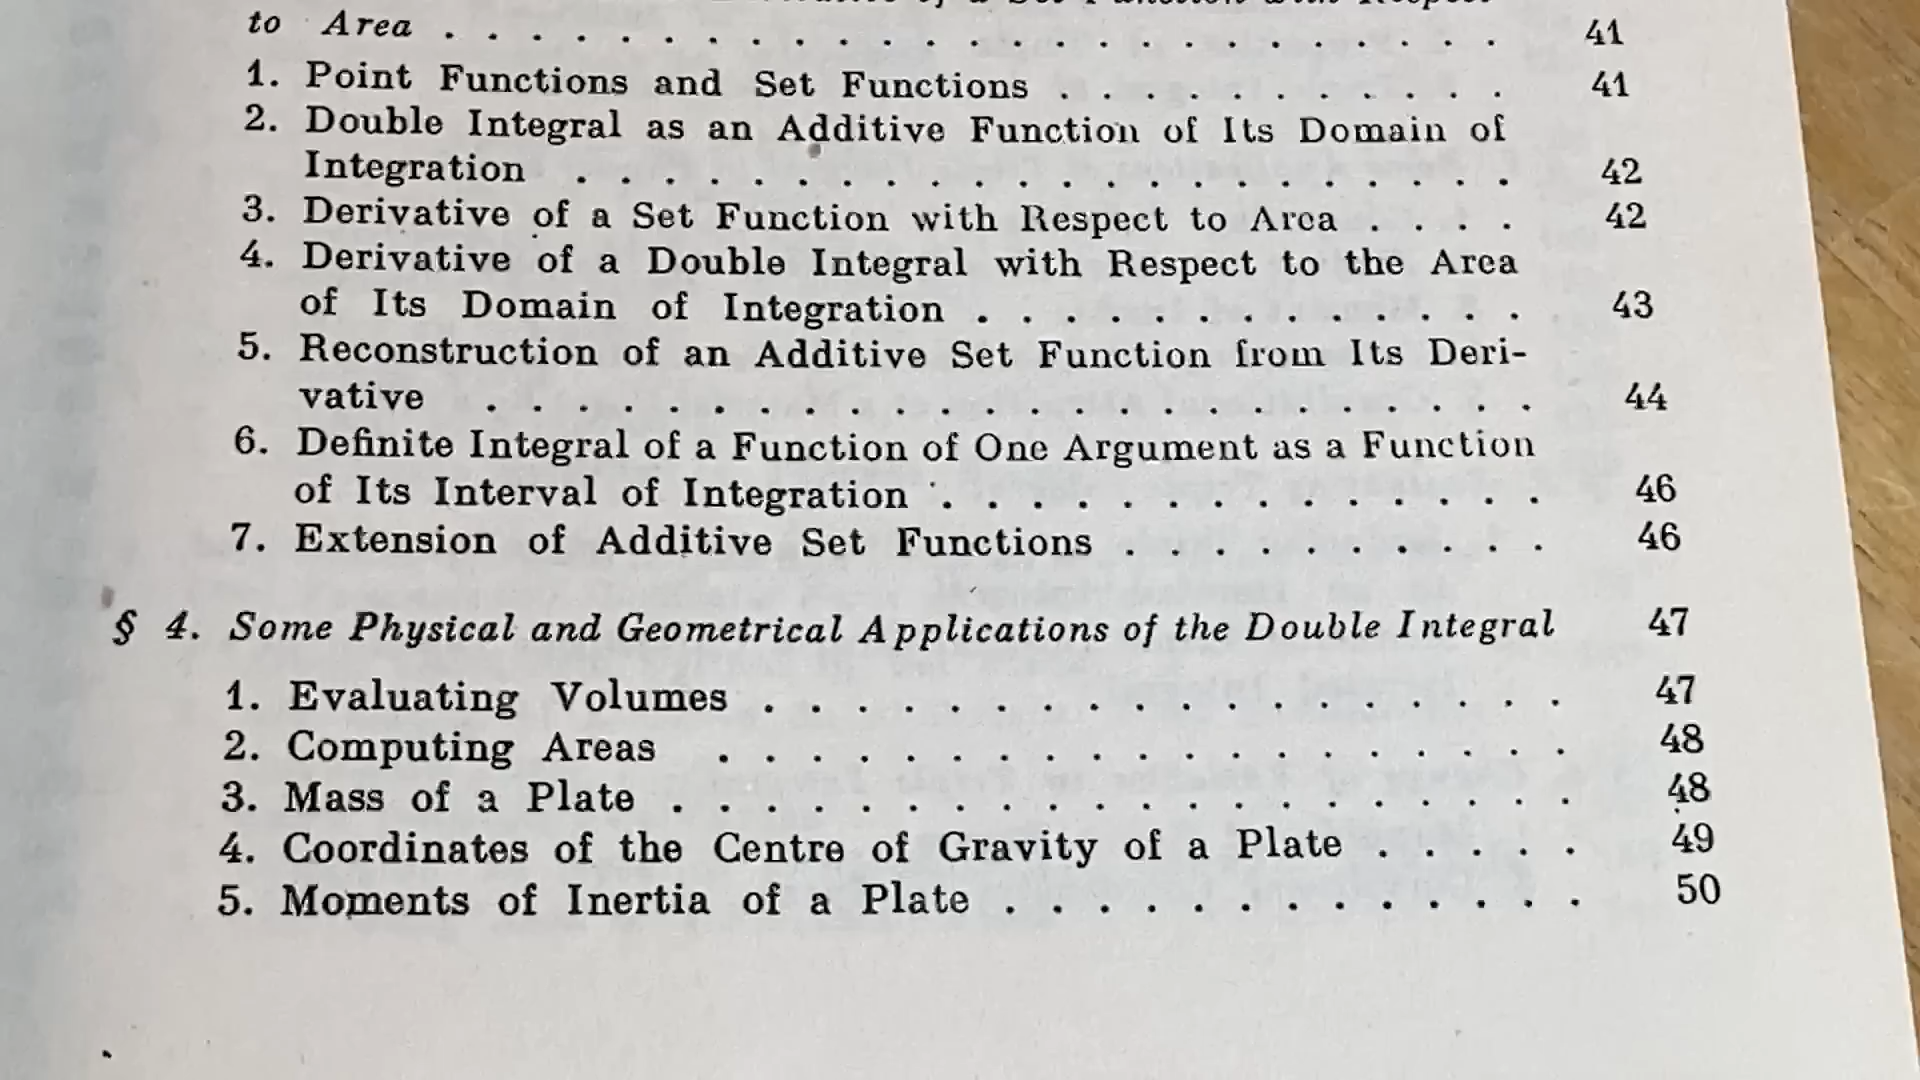 of a Set Function with Respect
to Area . . . . . . . . . . . . . . . . . . . . . . . . . 41
1. Point Functions and Set Functions . . . . . . . . . . . 41
2. Double Integral as an Additive Function of Its Domain of
Integration . . . . . . . . . . . . . . . . . . . . . . 42
3. Derivative of a Set Function with Respect to Area . . . . 42
4. Derivative of a Double Integral with Respect to the Area
of Its Domain of Integration . . . . . . . . . . . . . 43
5. Reconstruction of an Additive Set Function from Its Deri-
vative . . . . . . . . . . . . . . . . . . . . . . . . 44
6. Definite Integral of a Function of One Argument as a Function
of Its Interval of Integration . . . . . . . . . . . . . . 46
7. Extension of Additive Set Functions . . . . . . . . . . 46
§ 4. Some Physical and Geometrical Applications of the Double Integral 47
1. Evaluating Volumes . . . . . . . . . . . . . . . . . . 47
2. Computing Areas . . . . . . . . . . . . . . . . . . . 48
3. Mass of a Plate . . . . . . . . . . . . . . . . . . . . 48
4. Coordinates of the Centre of Gravity of a Plate . . . . . 49
5. Moments of Inertia of a Plate . . . . . . . . . . . . . 50